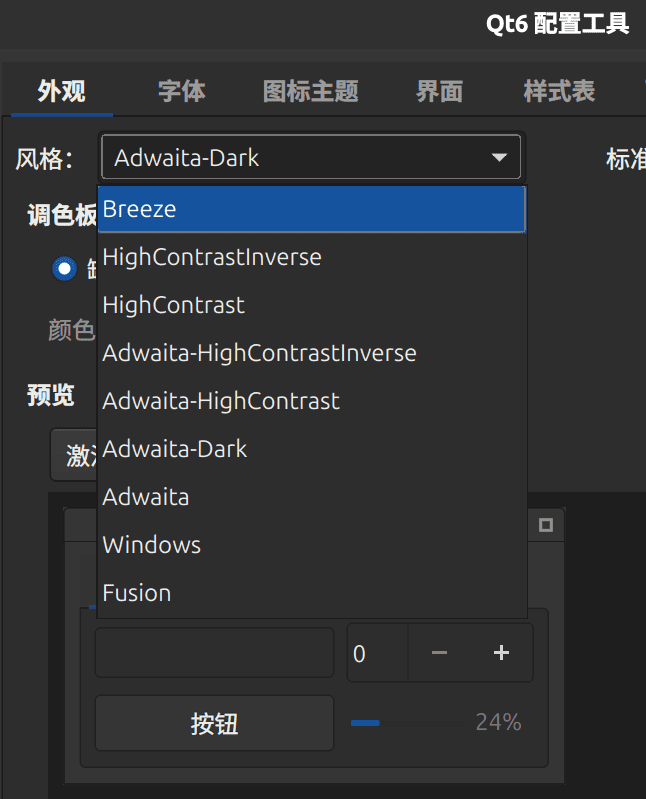 Qt6 配置工具
外观 字体 图标主题 界面 样式表
风格： Adwaita-Dark 标准
调色板
Breeze
HighContrastInverse
HighContrast
颜色
Adwaita-HighContrastInverse
预览
Adwaita-HighContrast
激
Adwaita-Dark
Adwaita
Windows
Fusion
0 − +
按钮 24%